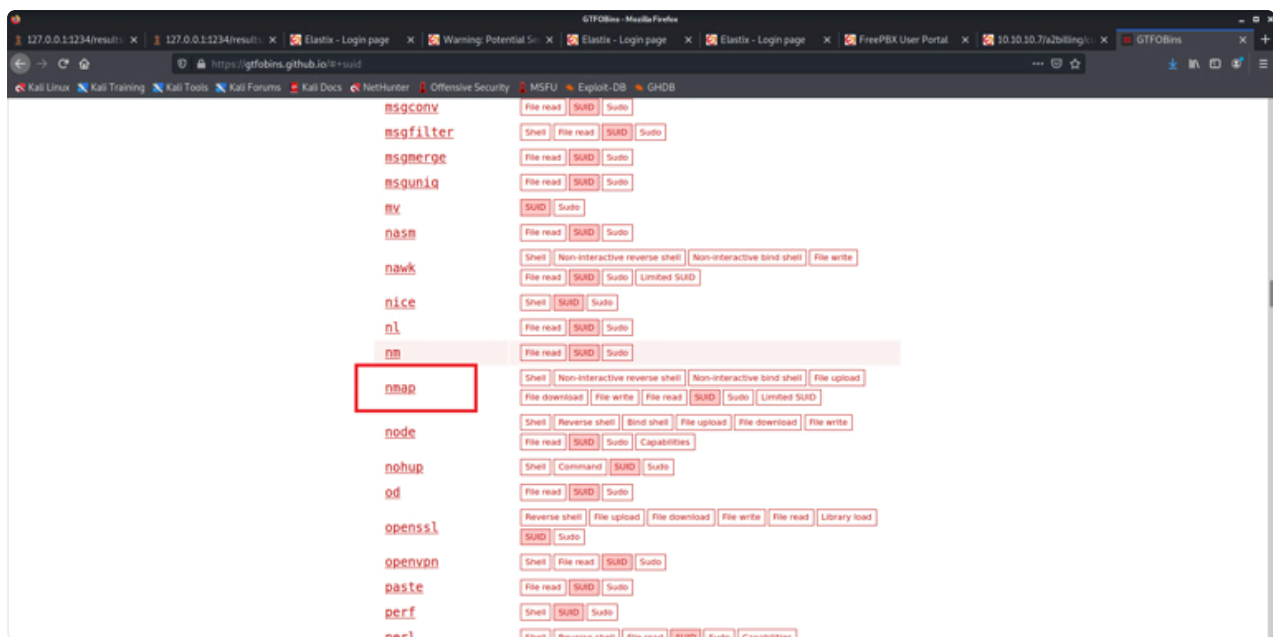 GTFOBins - Mozilla Firefox
127.0.0.1:1234/results 127.0.0.1:1234/results Elastix - Login page Warning: Potential Se Elastix - Login page Elastix - Login page FreePBX User Portal 10.10.10.7/a2billing/cu GTFOBins
https://gtfobins.github.io/#+suid
Kali Linux Kali Training Kali Tools Kali Forums Kali Docs NetHunter Offensive Security MSFU Exploit-DB GHDB
msgconv File read SUID Sudo
msgfilter Shell File read SUID Sudo
msgmerge File read SUID Sudo
msguniq File read SUID Sudo
mv SUID Sudo
nasm File read SUID Sudo
nawk Shell Non-interactive reverse shell Non-interactive bind shell File write
File read SUID Sudo Limited SUID
nice Shell SUID Sudo
nl File read SUID Sudo
nm File read SUID Sudo
nmap Shell Non-interactive reverse shell Non-interactive bind shell File upload
File download File write File read SUID Sudo Limited SUID
node Shell Reverse shell Bind shell File upload File download File write
File read SUID Sudo Capabilities
nohup Shell Command SUID Sudo
od File read SUID Sudo
openssl Reverse shell File upload File download File write File read Library load
SUID Sudo
openvpn Shell File read SUID Sudo
paste File read SUID Sudo
perf Shell SUID Sudo
perl Shell Reverse shell File read SUID Sudo Capabilities